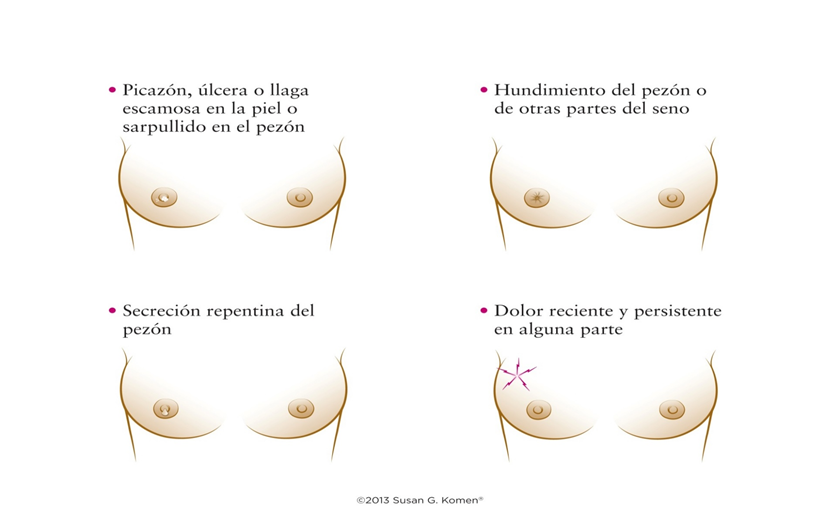 • Picazón, úlcera o llaga
escamosa en la piel o
sarpullido en el pezón
• Hundimiento del pezón o
de otras partes del seno
• Secreción repentina del
pezón
• Dolor reciente y persistente
en alguna parte
©2013 Susan G. Komen®